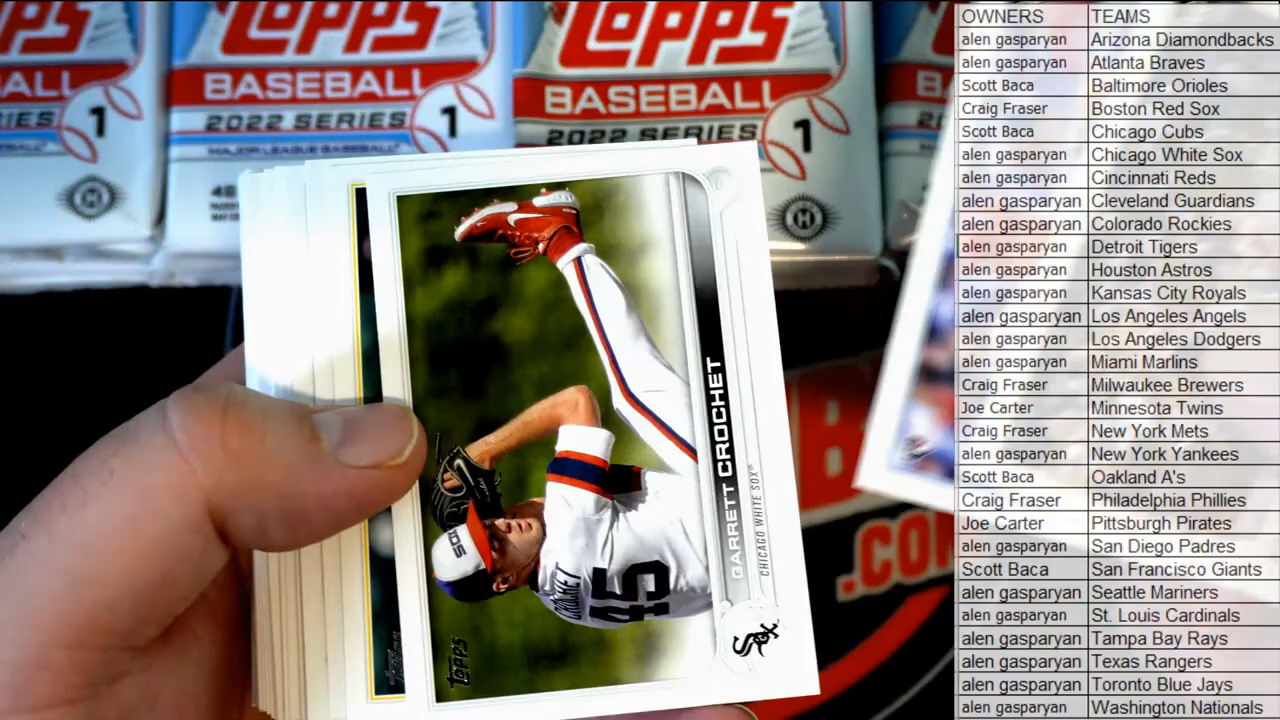 TOPPS
BASEBALL
2022 SERIES 1
MAJOR LEAGUE BASEBALL
TOPPS
BASEBALL
2022 SERIES 1
GARRETT CROCHET
CHICAGO WHITE SOX
Sox
TOPPS
CROCHET
45
SOX
.COM
OWNERS TEAMS
alen gasparyan Arizona Diamondbacks
alen gasparyan Atlanta Braves
Scott Baca Baltimore Orioles
Craig Fraser Boston Red Sox
Scott Baca Chicago Cubs
alen gasparyan Chicago White Sox
alen gasparyan Cincinnati Reds
alen gasparyan Cleveland Guardians
alen gasparyan Colorado Rockies
alen gasparyan Detroit Tigers
alen gasparyan Houston Astros
alen gasparyan Kansas City Royals
alen gasparyan Los Angeles Angels
alen gasparyan Los Angeles Dodgers
alen gasparyan Miami Marlins
Craig Fraser Milwaukee Brewers
Joe Carter Minnesota Twins
Craig Fraser New York Mets
alen gasparyan New York Yankees
Scott Baca Oakland A's
Craig Fraser Philadelphia Phillies
Joe Carter Pittsburgh Pirates
alen gasparyan San Diego Padres
Scott Baca San Francisco Giants
alen gasparyan Seattle Mariners
alen gasparyan St. Louis Cardinals
alen gasparyan Tampa Bay Rays
alen gasparyan Texas Rangers
alen gasparyan Toronto Blue Jays
alen gasparyan Washington Nationals